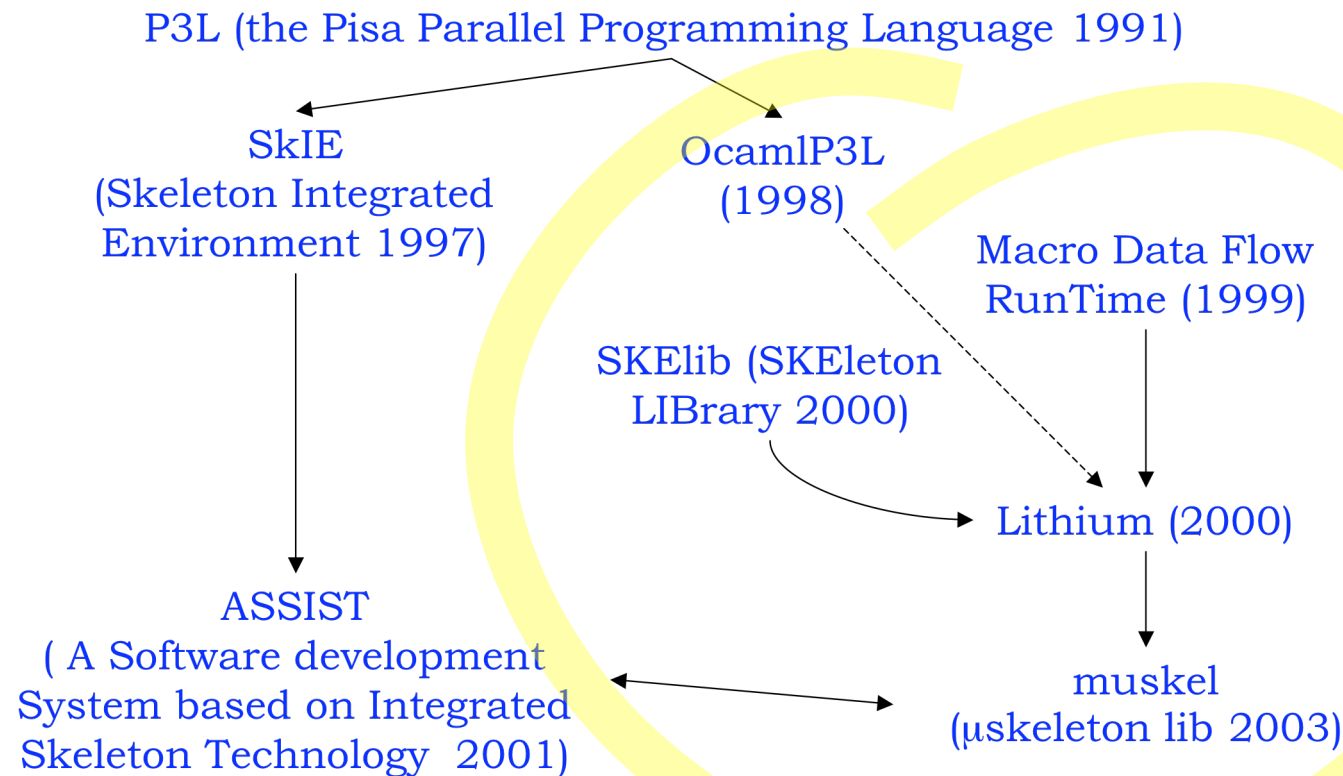 P3L (the Pisa Parallel Programming Language 1991)
SkIE
(Skeleton Integrated
Environment 1997)
OcamlP3L
(1998)
Macro Data Flow
RunTime (1999)
SKElib (SKEleton
LIBrary 2000)
Lithium (2000)
ASSIST
( A Software development
System based on Integrated
Skeleton Technology  2001)
muskel
(μskeleton lib 2003)